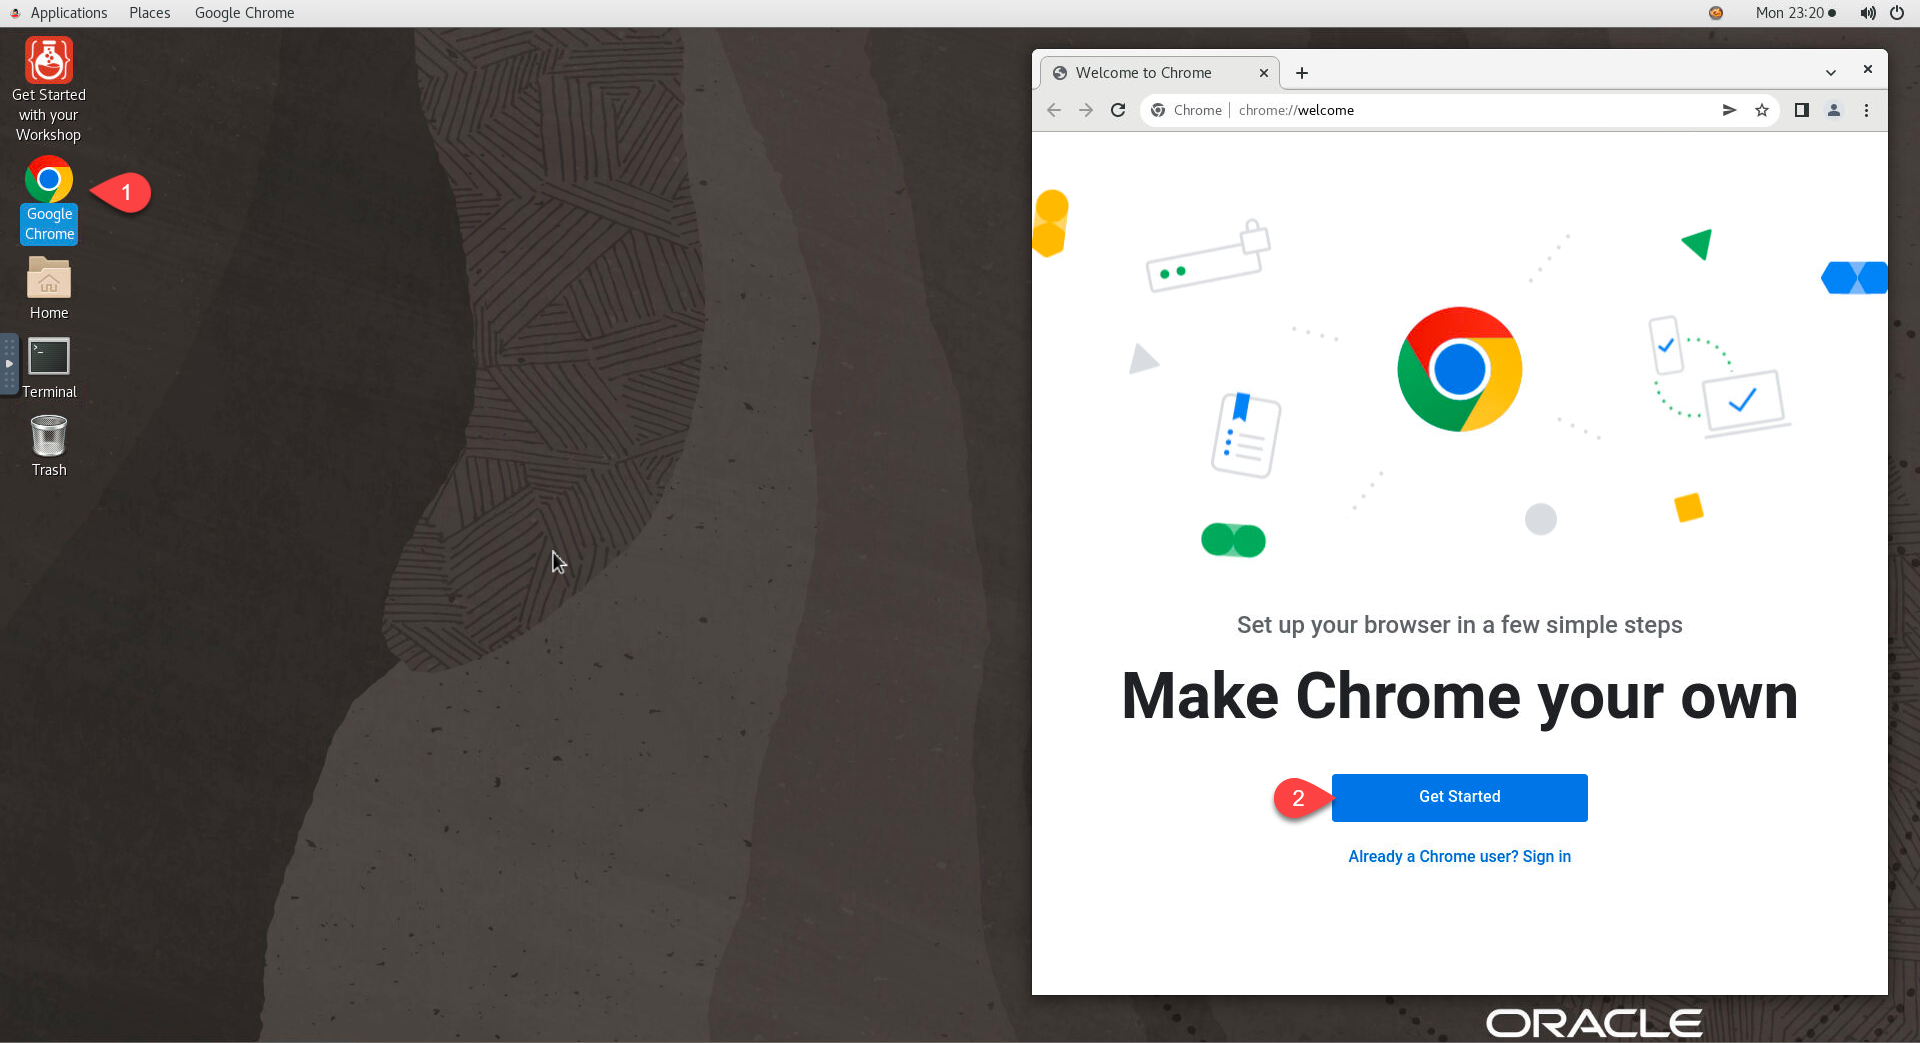 Applications Places Google Chrome Mon 23:20
Get Started
with your
Workshop
1
Google
Chrome
Home
Terminal
Trash
Welcome to Chrome
Chrome chrome://welcome
Set up your browser in a few simple steps
Make Chrome your own
2 Get Started
Already a Chrome user? Sign in
ORACLE